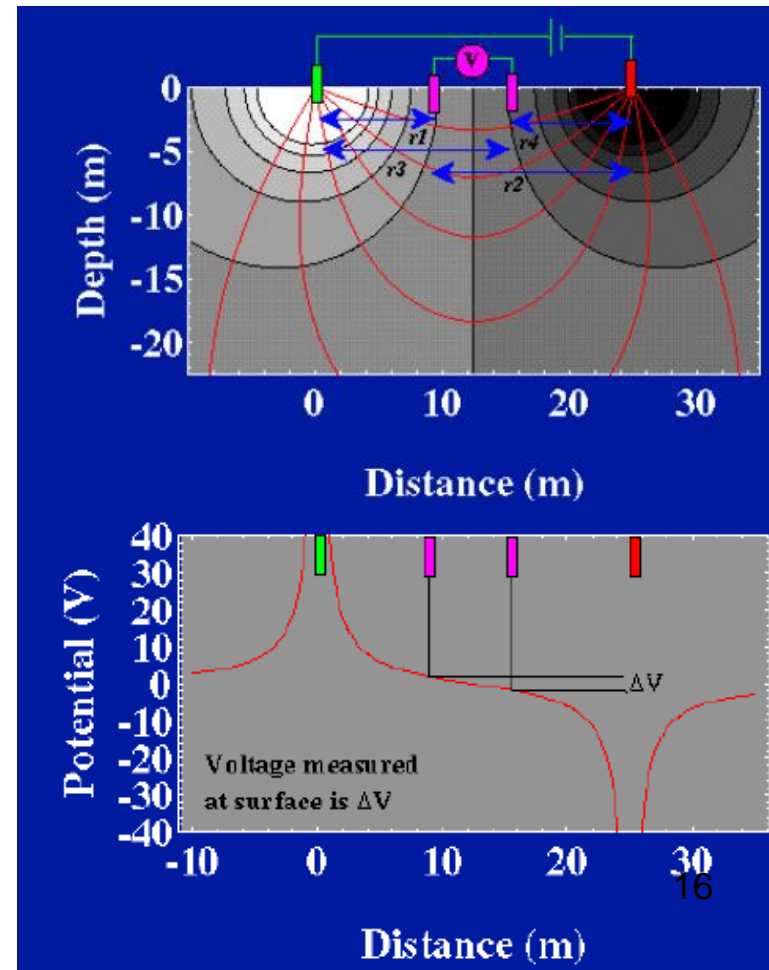 V
0
-5
-10
-15
-20
Depth (m)
r1
r4
r3
r2
0 10 20 30
Distance (m)
40
30
20
10
0
-10
-20
-30
-40
Potential (V)
ΔV
Voltage measured
at surface is ΔV
-10 0 10 20 30
16
Distance (m)